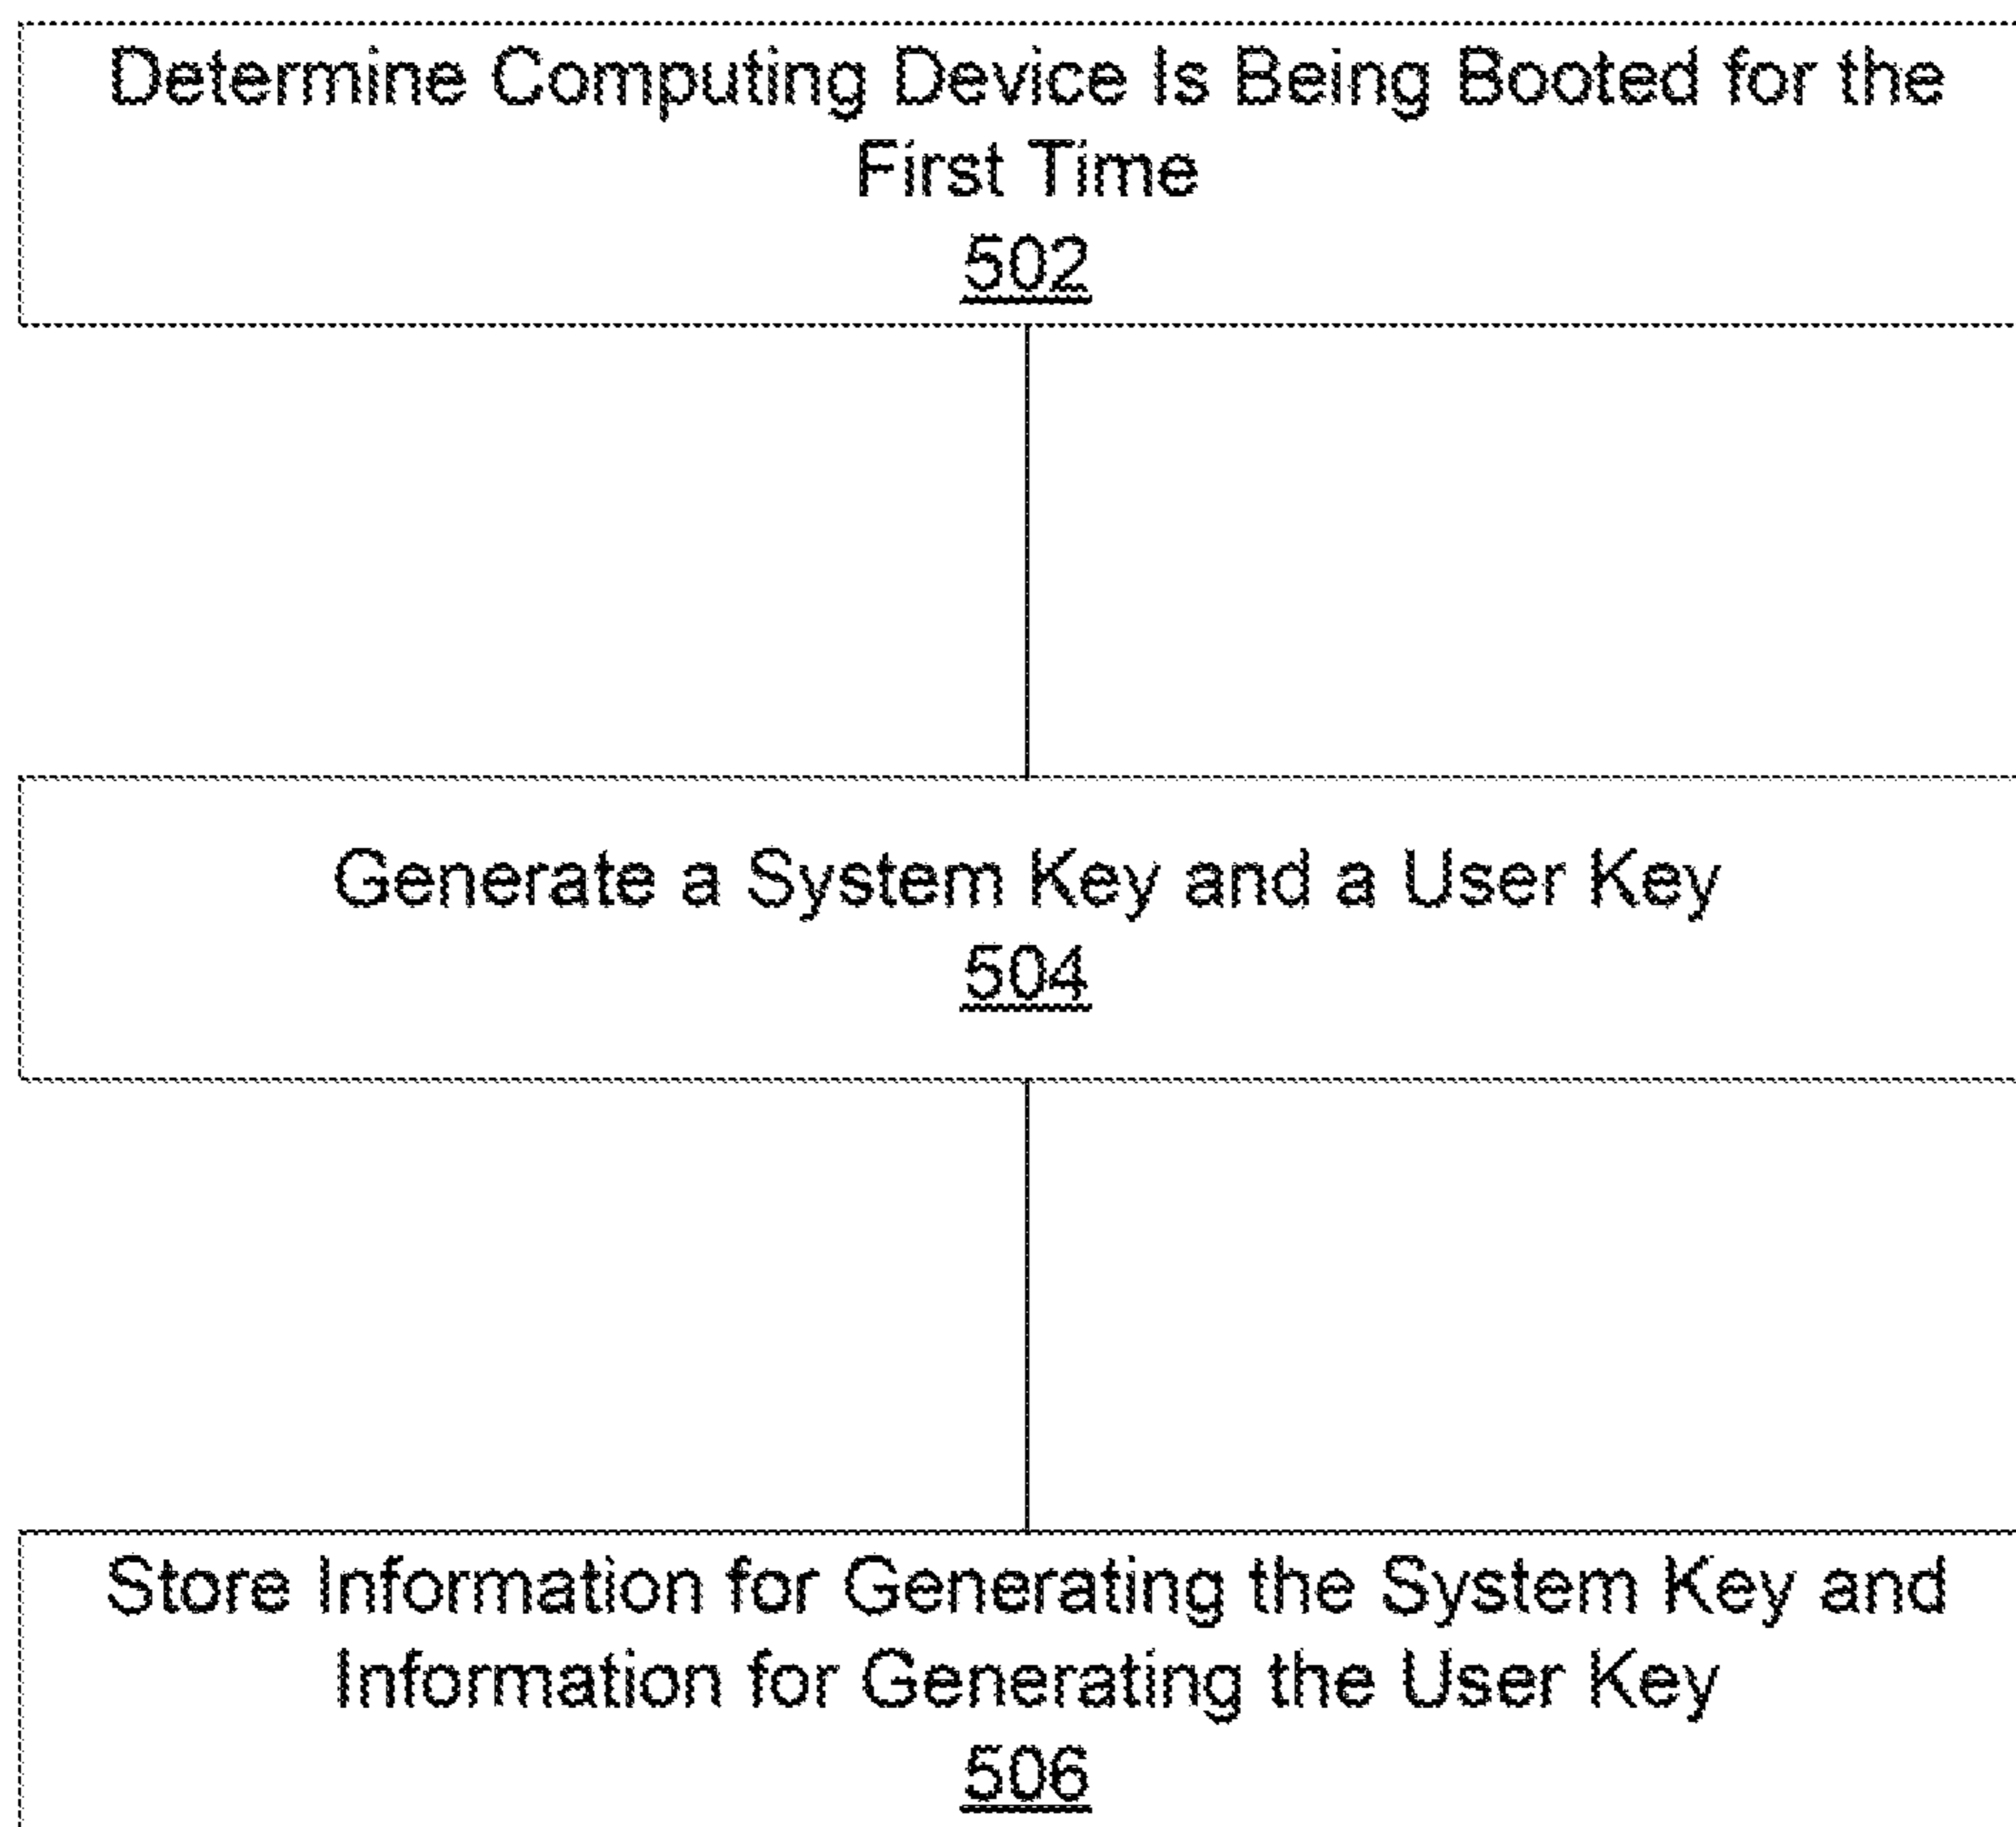 Determine Computing Device Is Being Booted for the
First Time
502
Generate a System Key and a User Key
504
Store Information for Generating the System Key and
Information for Generating the User Key
506